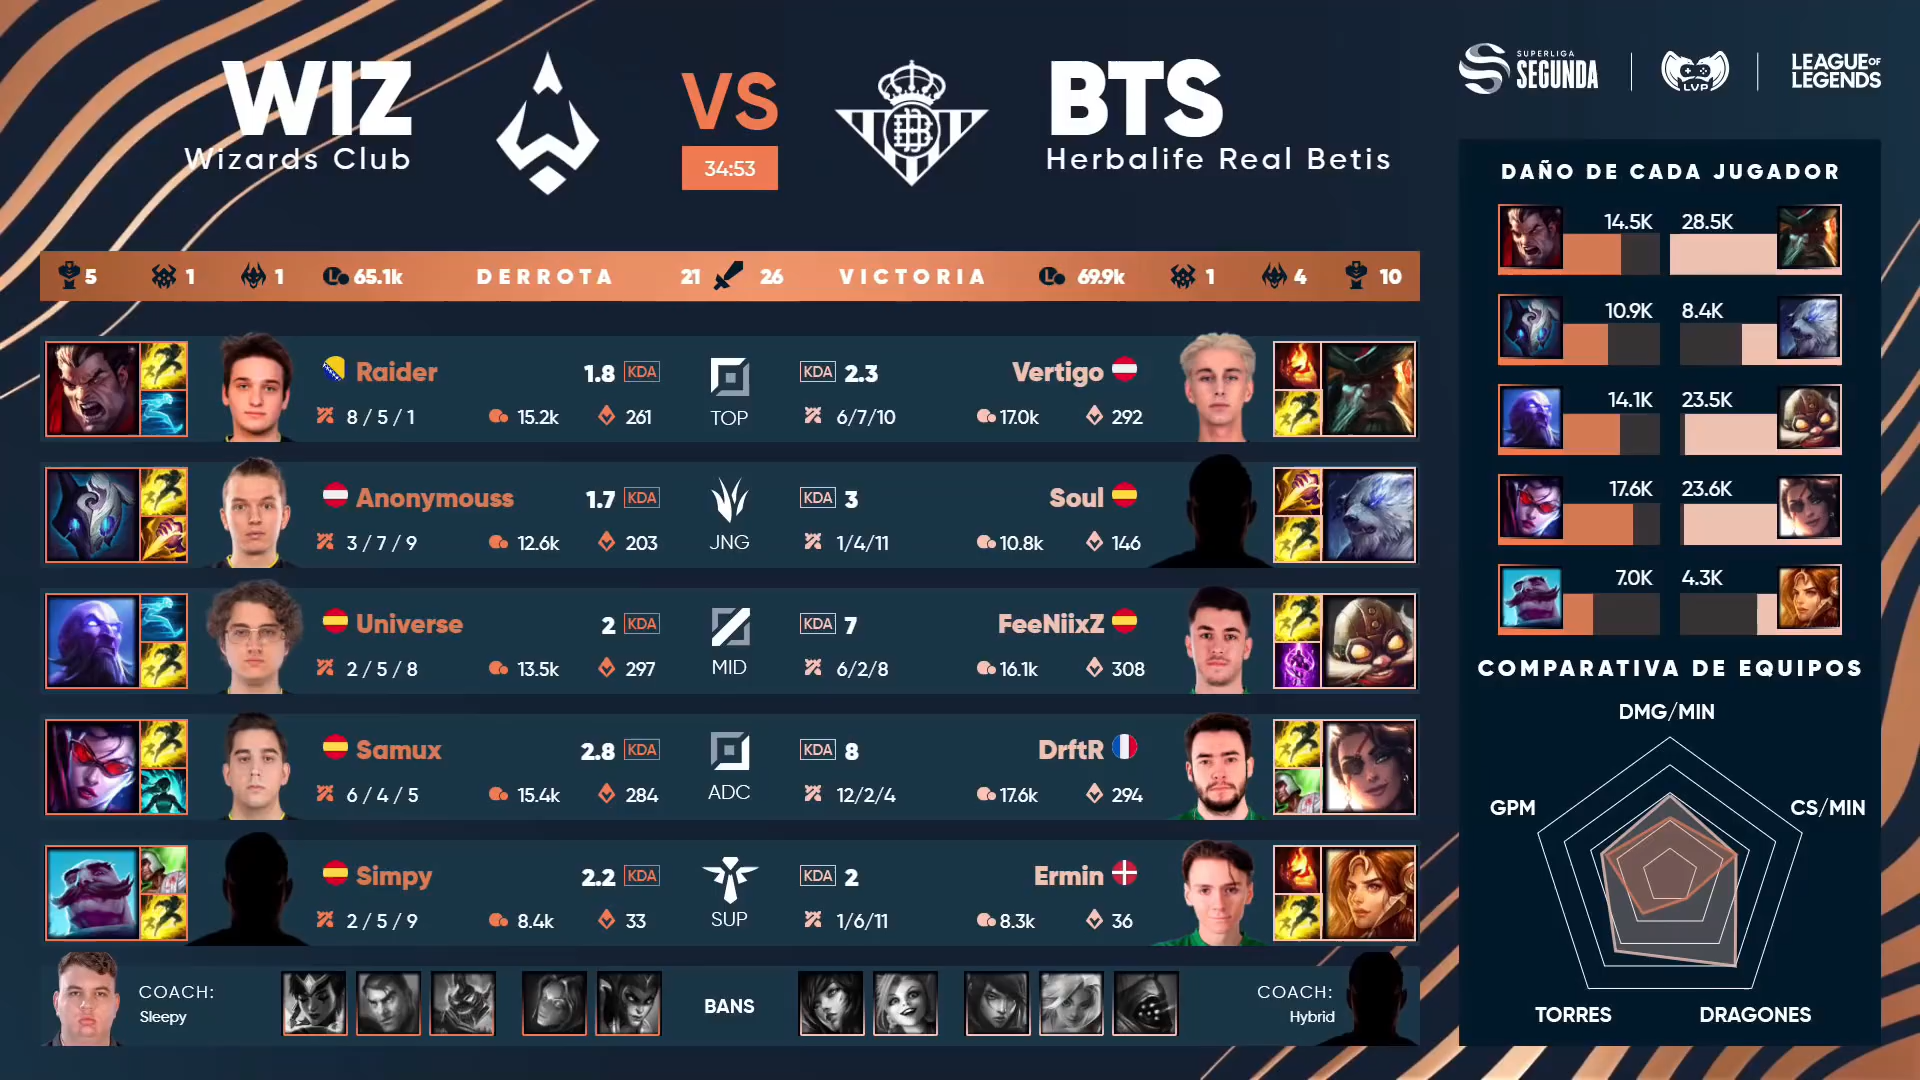 WIZ
Wizards Club
VS
34:53
BTS
Herbalife Real Betis
SUPERLIGA
SEGUNDA
LVP
LEAGUE OF
LEGENDS
5 1 1 65.1k DERROTA 21 26 VICTORIA 69.9k 1 4 10
Raider 1.8 KDA
8 / 5 / 1 15.2k 261
TOP
KDA 2.3 Vertigo
6/7/10 17.0k 292
Anonymouss 1.7 KDA
3 / 7 / 9 12.6k 203
JNG
KDA 3 Soul
1/4/11 10.8k 146
Universe 2 KDA
2 / 5 / 8 13.5k 297
MID
KDA 7 FeeNiixZ
6/2/8 16.1k 308
Samux 2.8 KDA
6 / 4 / 5 15.4k 284
ADC
KDA 8 DrftR
12/2/4 17.6k 294
Simpy 2.2 KDA
2 / 5 / 9 8.4k 33
SUP
KDA 2 Ermin
1/6/11 8.3k 36
COACH:
Sleepy
BANS
COACH:
Hybrid
DAÑO DE CADA JUGADOR
14.5K 28.5K
10.9K 8.4K
14.1K 23.5K
17.6K 23.6K
7.0K 4.3K
COMPARATIVA DE EQUIPOS
DMG/MIN
GPM CS/MIN
TORRES DRAGONES